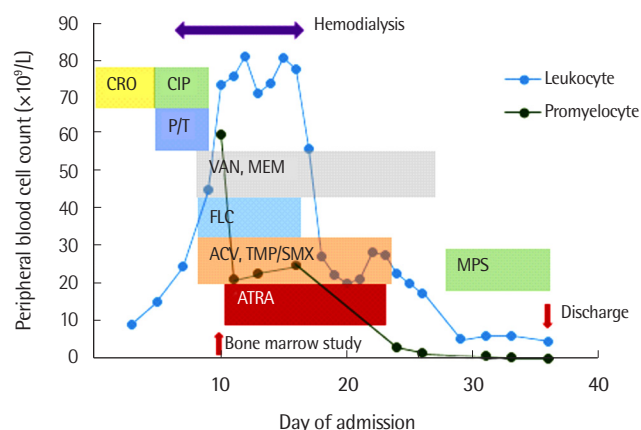 Hemodialysis
Peripheral blood cell count (×10⁹/L)
90
80
70
60
50
40
30
20
10
0
CRO
CIP
P/T
VAN, MEM
FLC
ACV, TMP/SMX
ATRA
MPS
Bone marrow study
Discharge
Leukocyte
Promyelocyte
10
20
30
40
Day of admission